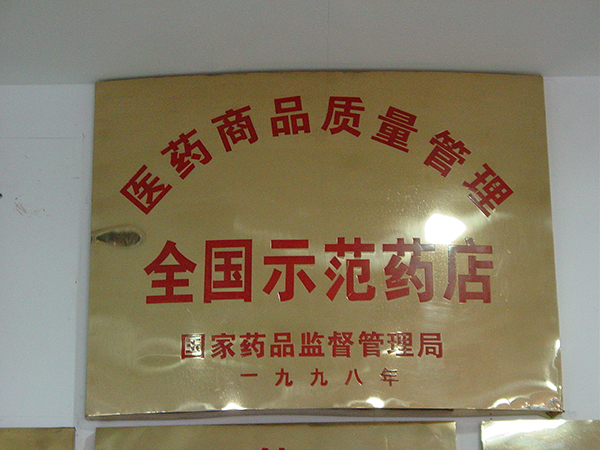 医药商品质量管理
全国示范药店
国家药品监督管理局
一九九八年